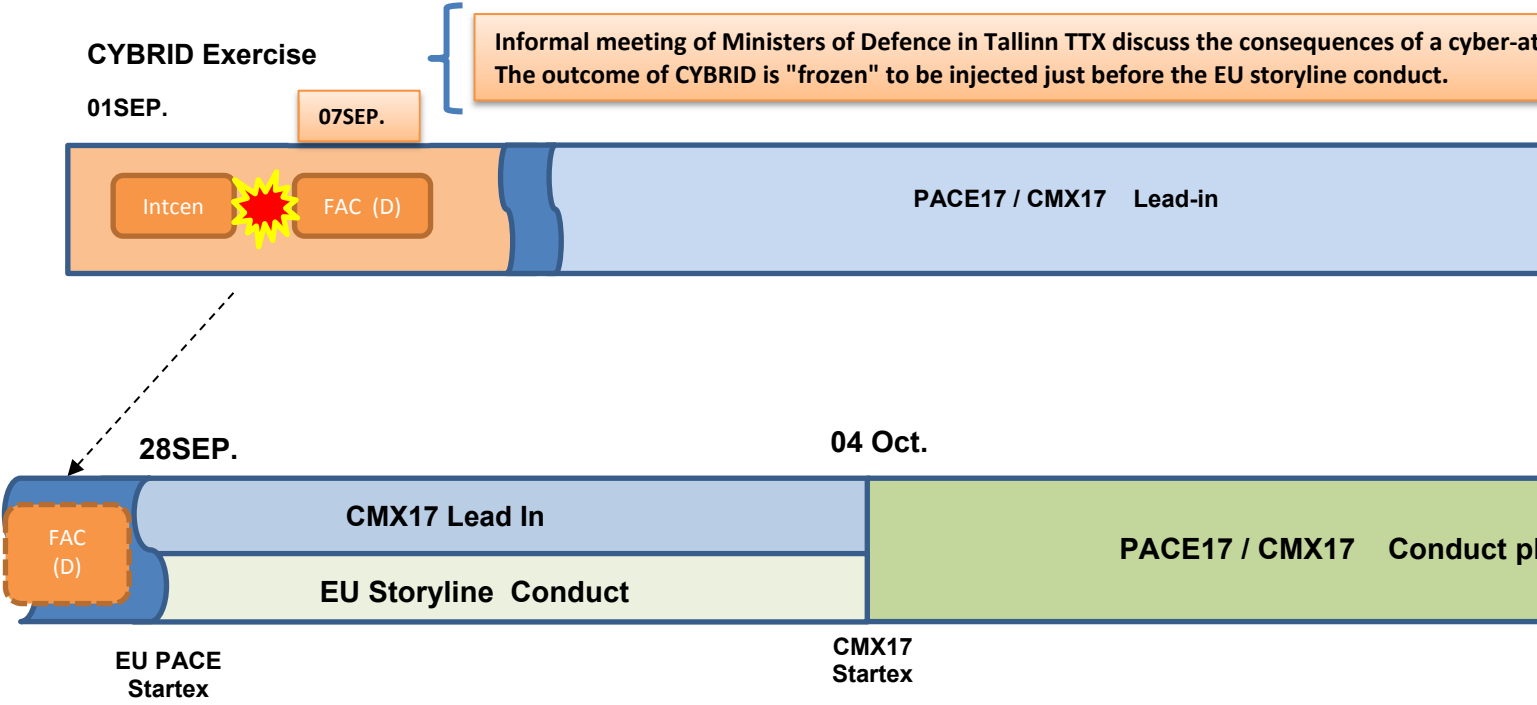 CYBRID Exercise
Informal meeting of Ministers of Defence in Tallinn TTX discuss the consequences of a cyber-at
The outcome of CYBRID is "frozen" to be injected just before the EU storyline conduct.
01SEP.
07SEP.
Intcen
FAC (D)
PACE17 / CMX17 Lead-in
28SEP.
04 Oct.
FAC
(D)
CMX17 Lead In
EU Storyline Conduct
PACE17 / CMX17 Conduct
EU PACE
Startex
CMX17
Startex